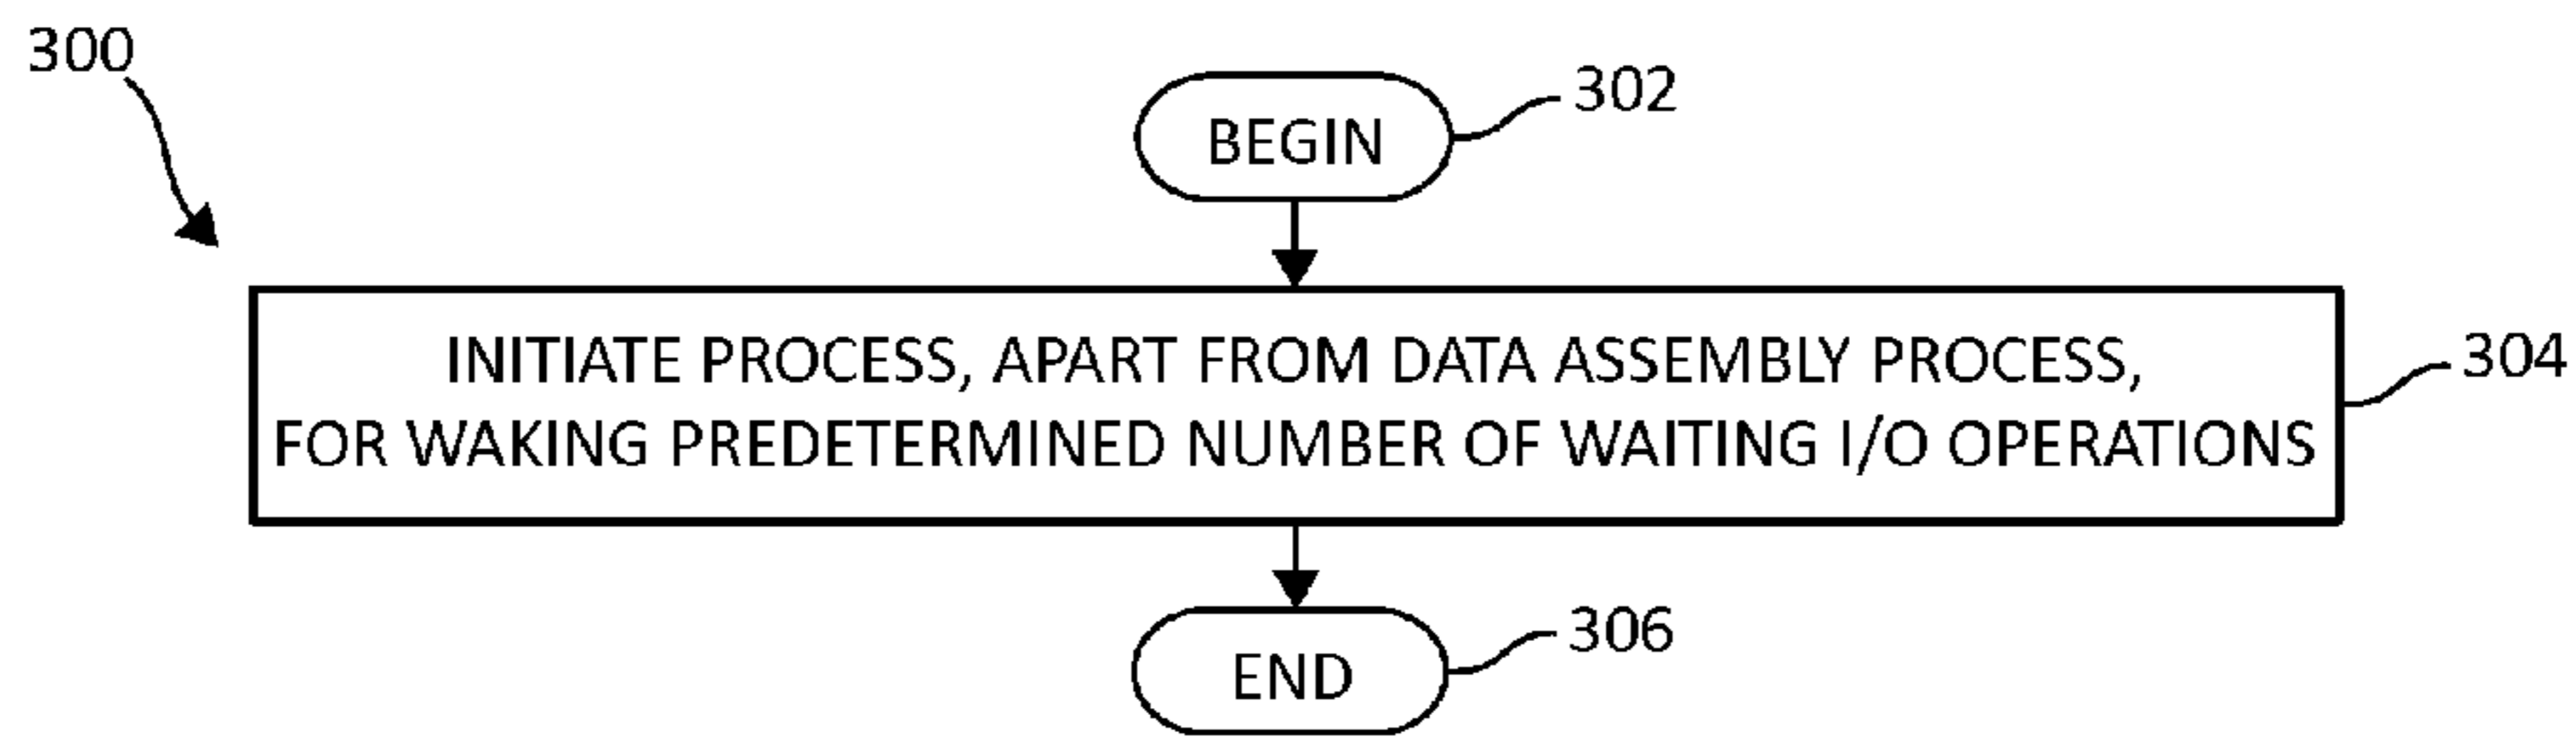 300
302
BEGIN
304
INITIATE PROCESS, APART FROM DATA ASSEMBLY PROCESS,
FOR WAKING PREDETERMINED NUMBER OF WAITING I/O OPERATIONS
306
END